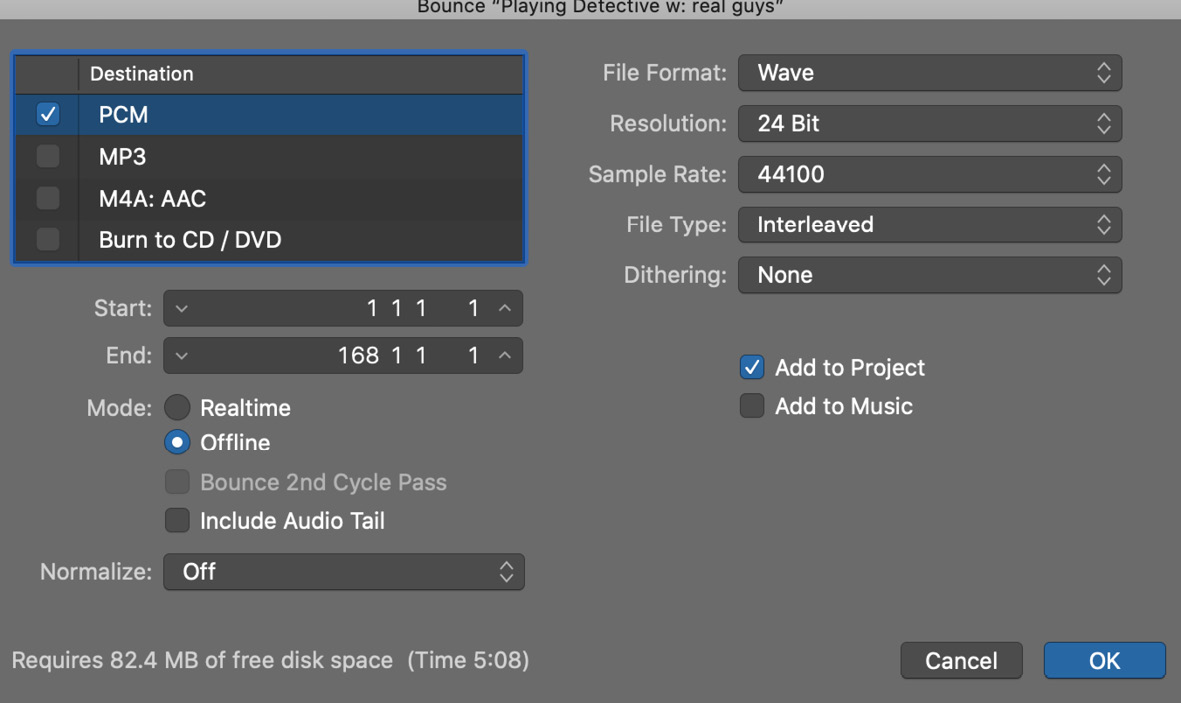 Bounce “Playing Detective w: real guys”
Destination
PCM
MP3
M4A: AAC
Burn to CD / DVD
Start: 1 1 1 1
End: 168 1 1 1
Mode: Realtime
Offline
Bounce 2nd Cycle Pass
Include Audio Tail
Normalize: Off
File Format: Wave
Resolution: 24 Bit
Sample Rate: 44100
File Type: Interleaved
Dithering: None
Add to Project
Add to Music
Requires 82.4 MB of free disk space (Time 5:08)
Cancel
OK